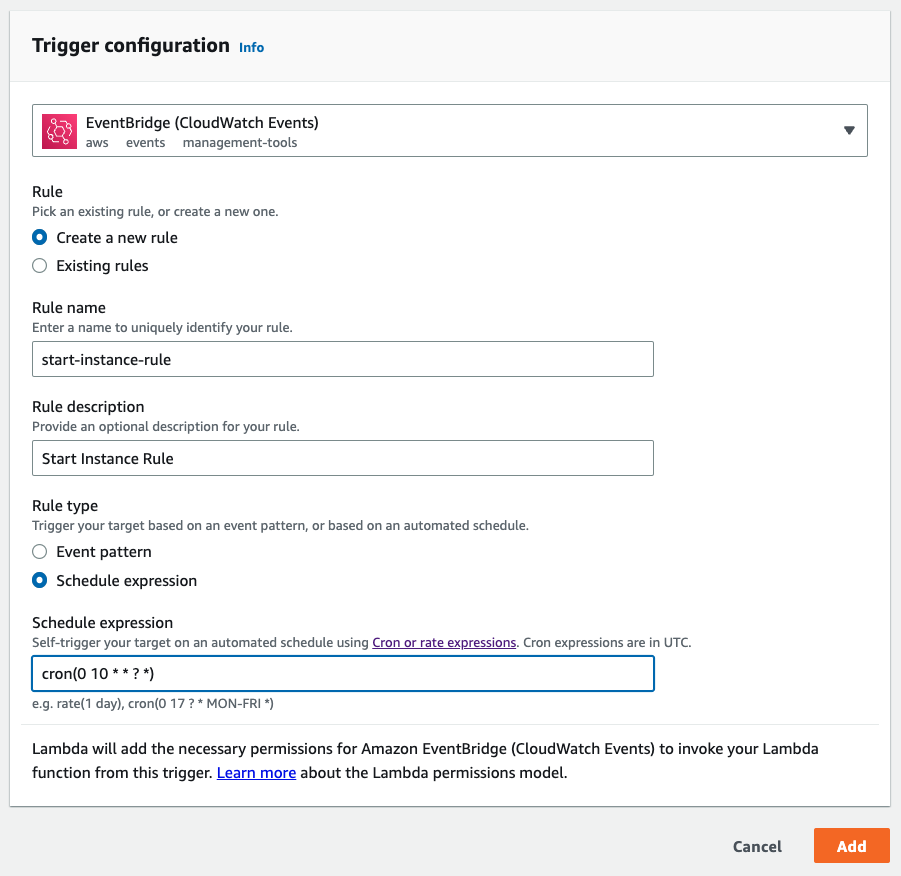 Trigger configuration Info
EventBridge (CloudWatch Events)
aws events management-tools
Rule
Pick an existing rule, or create a new one.
Create a new rule
Existing rules
Rule name
Enter a name to uniquely identify your rule.
start-instance-rule
Rule description
Provide an optional description for your rule.
Start Instance Rule
Rule type
Trigger your target based on an event pattern, or based on an automated schedule.
Event pattern
Schedule expression
Schedule expression
Self-trigger your target on an automated schedule using Cron or rate expressions. Cron expressions are in UTC.
cron(0 10 * * ? *)
e.g. rate(1 day), cron(0 17 ? * MON-FRI *)
Lambda will add the necessary permissions for Amazon EventBridge (CloudWatch Events) to invoke your Lambda
function from this trigger. Learn more about the Lambda permissions model.
Cancel Add